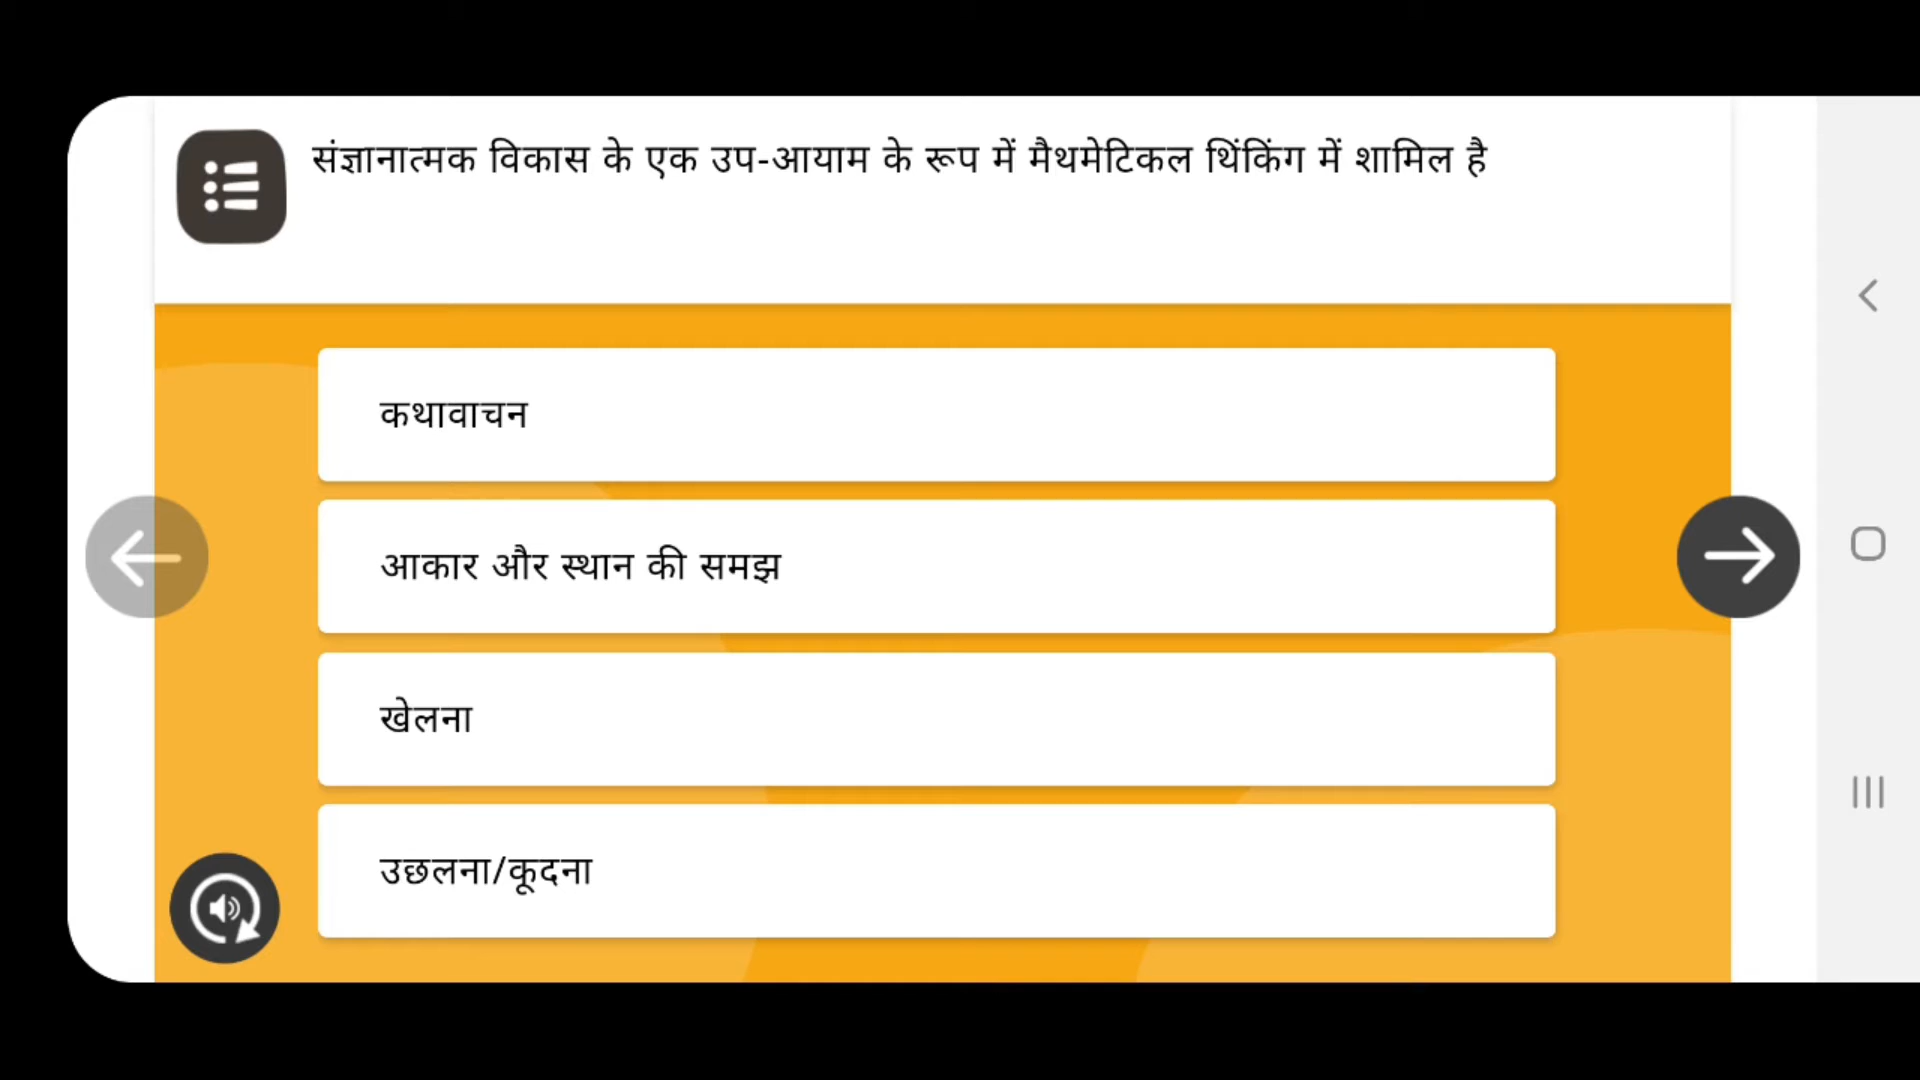 संज्ञानात्मक विकास के एक उप-आयाम के रूप में मैथमेटिकल थिंकिंग में शामिल है
कथावाचन
आकार और स्थान की समझ
खेलना
उछलना/कूदना